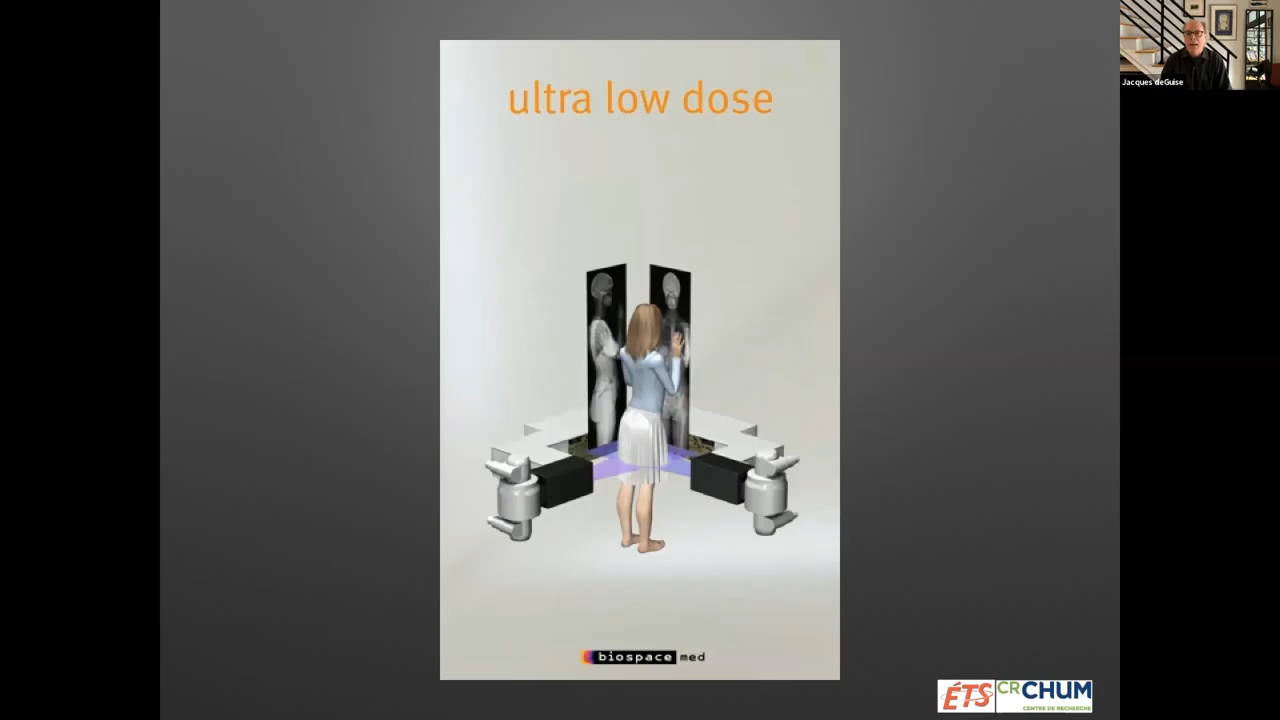 ultra low dose
Jacques deGuise
biospace med
ÉTS CRCHUM
CENTRE DE RECHERCHE